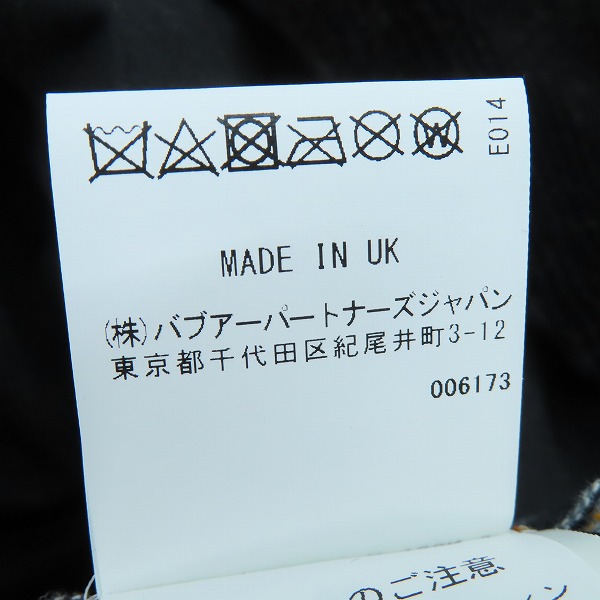 E014
MADE IN UK
(株)バブアーパートナーズジャパン
東京都千代田区紀尾井町3-12
006173
のご注意